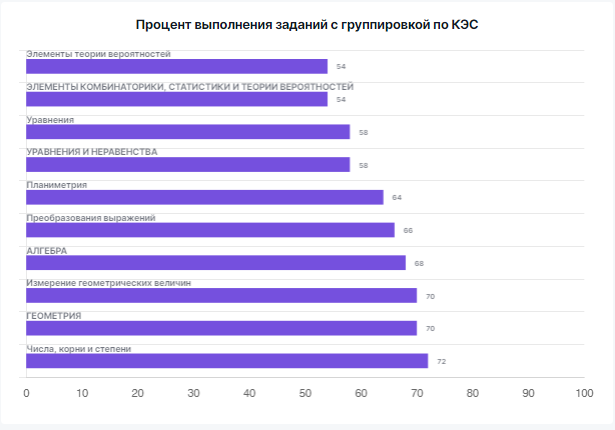 Процент выполнения заданий с группировкой по КЭС
Элементы теории вероятностей
54
ЭЛЕМЕНТЫ КОМБИНАТОРИКИ, СТАТИСТИКИ И ТЕОРИИ ВЕРОЯТНОСТЕЙ
54
Уравнения
58
УРАВНЕНИЯ И НЕРАВЕНСТВА
58
Планиметрия
64
Преобразования выражений
66
АЛГЕБРА
68
Измерение геометрических величин
70
ГЕОМЕТРИЯ
70
Числа, корни и степени
72
0 10 20 30 40 50 60 70 80 90 100